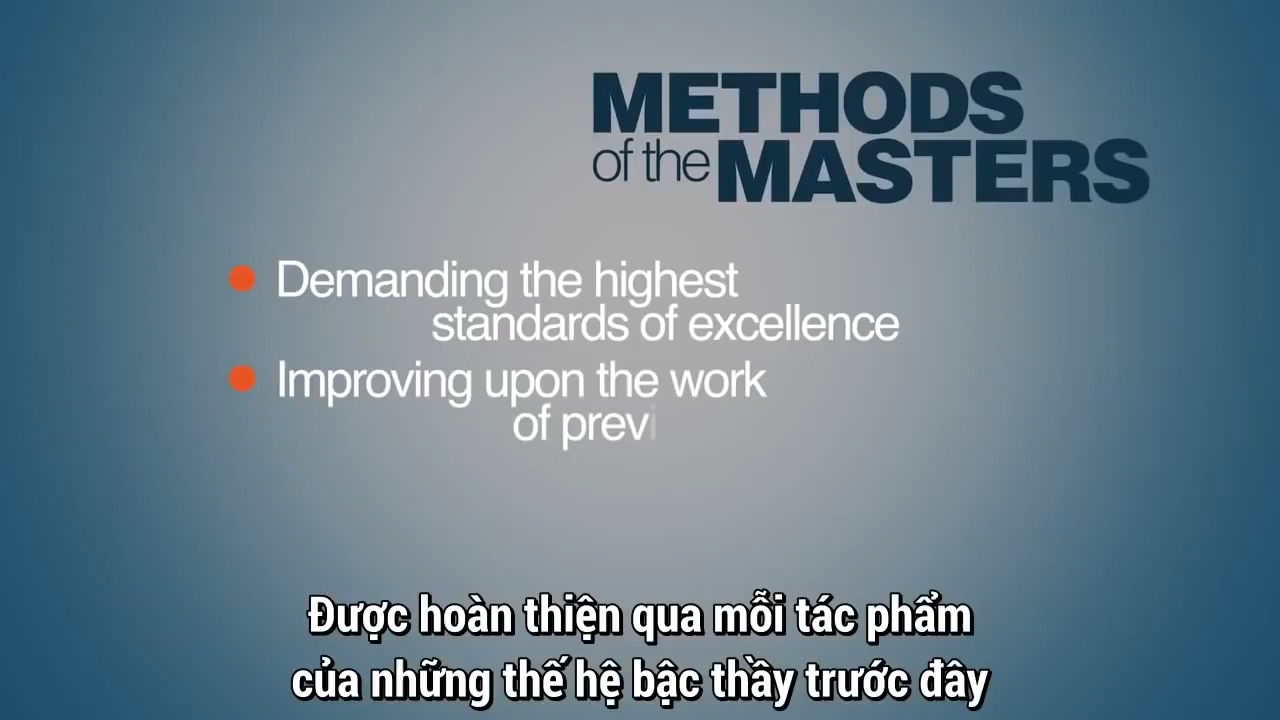 METHODS
of the MASTERS
Demanding the highest
standards of excellence
Improving upon the work
of previ
Được hoàn thiện qua mỗi tác phẩm
của những thế hệ bậc thầy trước đây